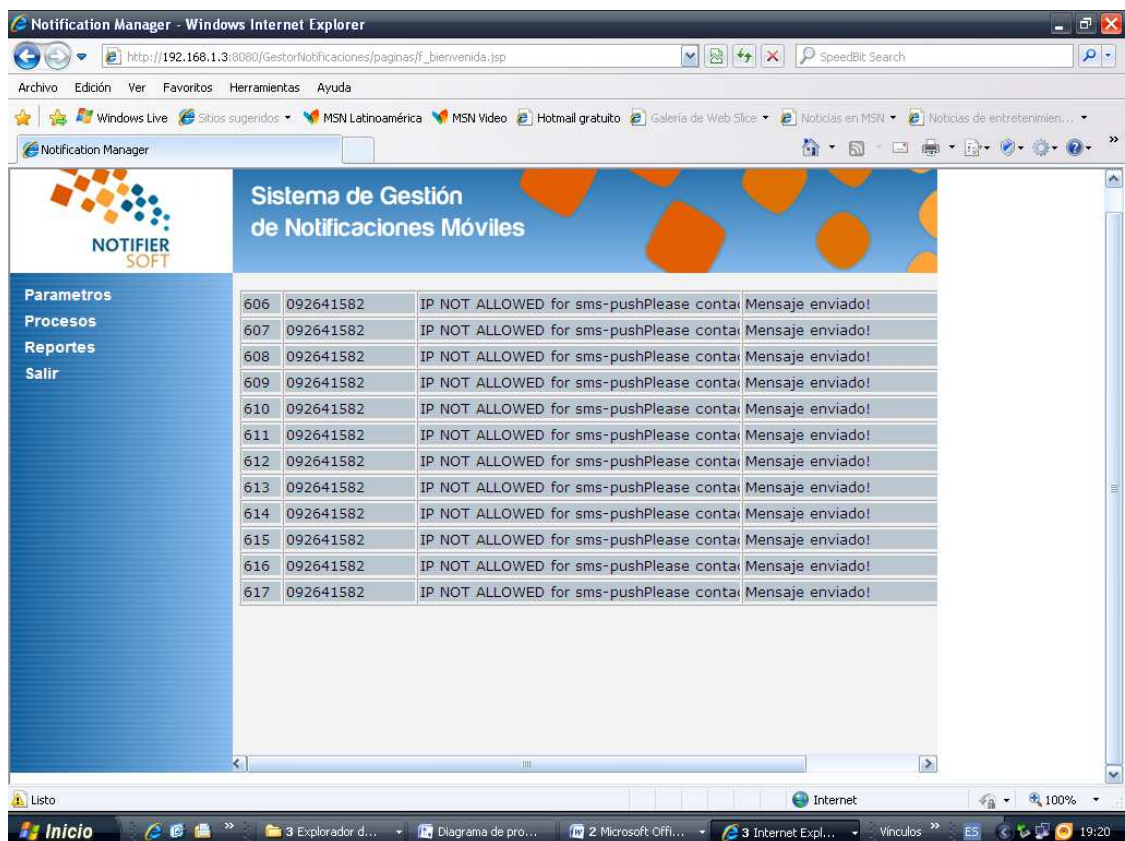 Notification Manager - Windows Internet Explorer
http://192.168.1.3:8080/GestorNotificaciones/paginas/f_bienvenida.jsp SpeedBit Search
Archivo Edición Ver Favoritos Herramientas Ayuda
Windows Live Sitios sugeridos MSN Latinoamérica MSN Video Hotmail gratuito Galería de Web Slice Noticias en MSN Noticias de entretenimien...
Notification Manager
NOTIFIER
SOFT
Sistema de Gestión
de Notificaciones Móviles
Parametros
Procesos
Reportes
Salir
606 092641582 IP NOT ALLOWED for sms-pushPlease conta Mensaje enviado!
607 092641582 IP NOT ALLOWED for sms-pushPlease conta Mensaje enviado!
608 092641582 IP NOT ALLOWED for sms-pushPlease conta Mensaje enviado!
609 092641582 IP NOT ALLOWED for sms-pushPlease conta Mensaje enviado!
610 092641582 IP NOT ALLOWED for sms-pushPlease conta Mensaje enviado!
611 092641582 IP NOT ALLOWED for sms-pushPlease conta Mensaje enviado!
612 092641582 IP NOT ALLOWED for sms-pushPlease conta Mensaje enviado!
613 092641582 IP NOT ALLOWED for sms-pushPlease conta Mensaje enviado!
614 092641582 IP NOT ALLOWED for sms-pushPlease conta Mensaje enviado!
615 092641582 IP NOT ALLOWED for sms-pushPlease conta Mensaje enviado!
616 092641582 IP NOT ALLOWED for sms-pushPlease conta Mensaje enviado!
617 092641582 IP NOT ALLOWED for sms-pushPlease conta Mensaje enviado!
Listo Internet 100%
Inicio 3 Explorador d... Diagrama de pro... 2 Microsoft Offi... 3 Internet Expl... Vínculos ES 19:20